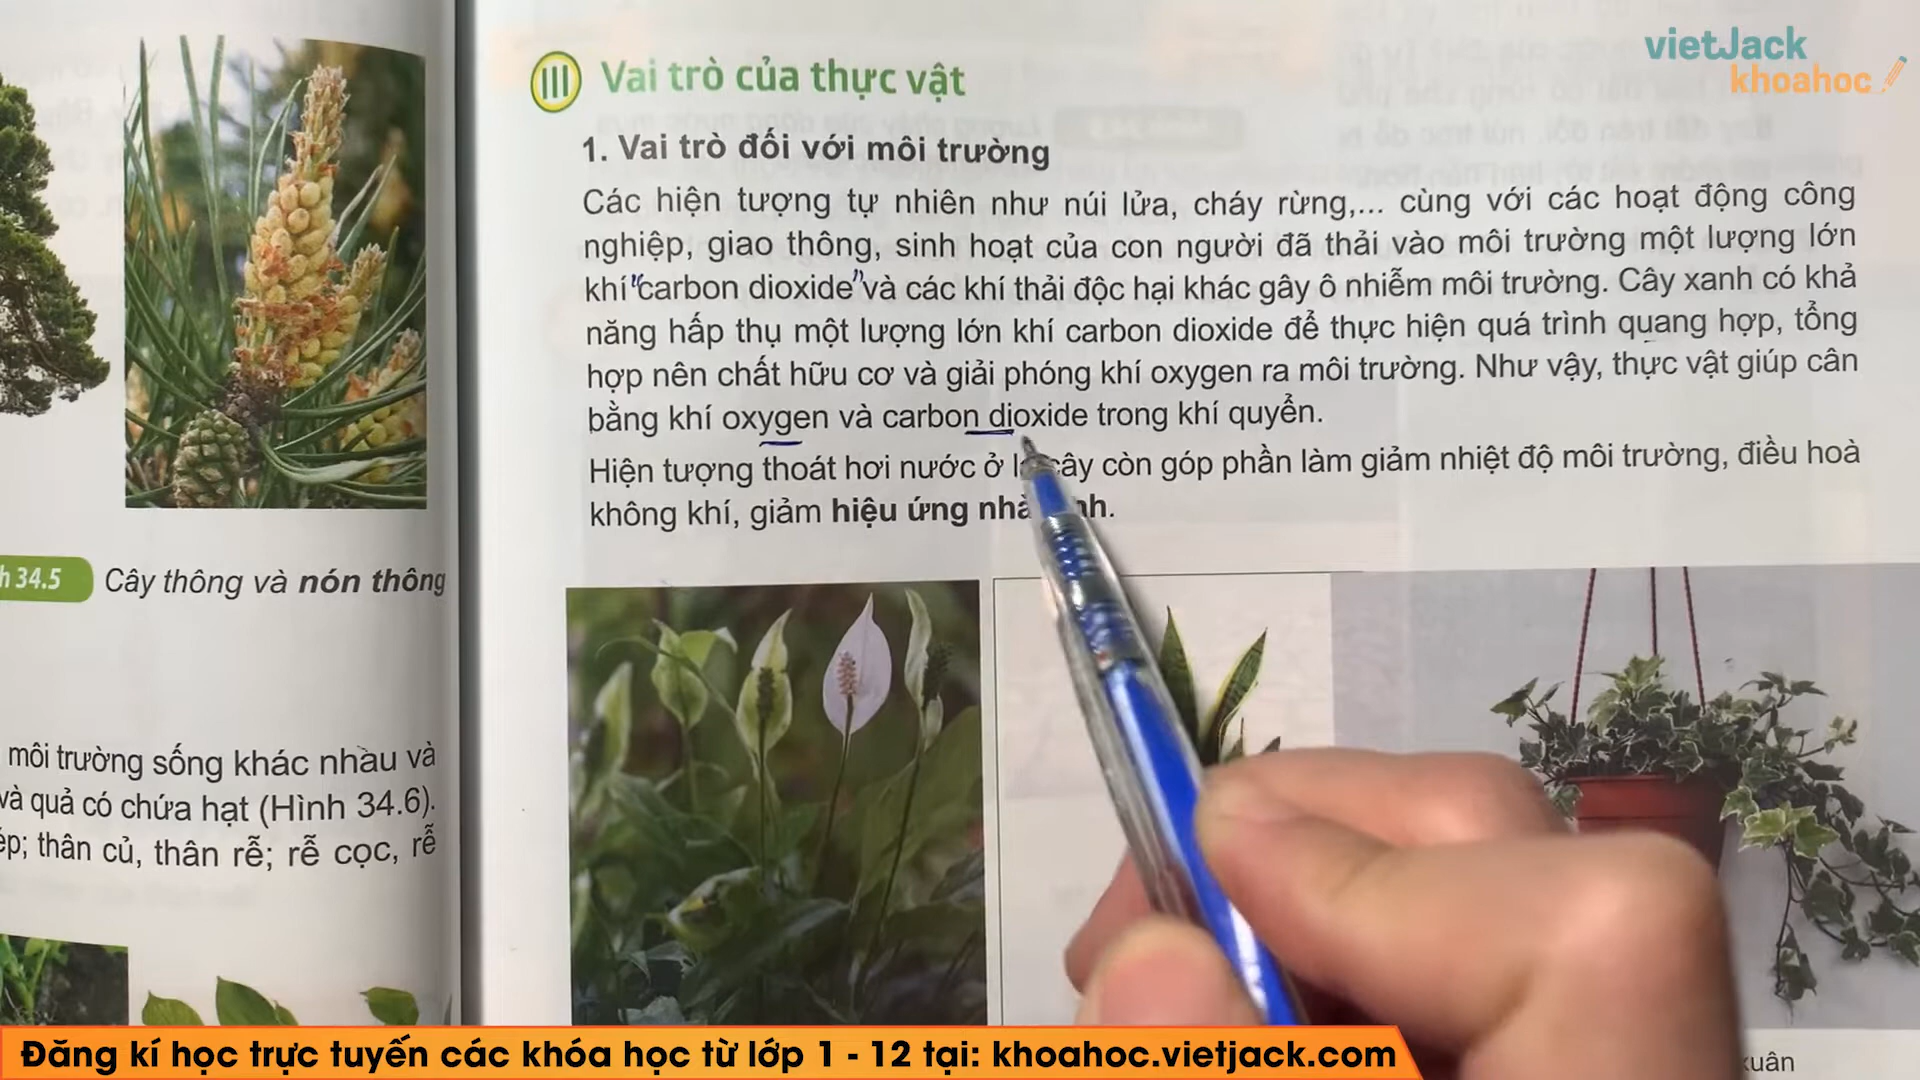 vietJack
khoahoc
III Vai trò của thực vật
1. Vai trò đối với môi trường
Các hiện tượng tự nhiên như núi lửa, cháy rừng,... cùng với các hoạt động công
nghiệp, giao thông, sinh hoạt của con người đã thải vào môi trường một lượng lớn
khí "carbon dioxide" và các khí thải độc hại khác gây ô nhiễm môi trường. Cây xanh có khả
năng hấp thụ một lượng lớn khí carbon dioxide để thực hiện quá trình quang hợp, tổng
hợp nên chất hữu cơ và giải phóng khí oxygen ra môi trường. Như vậy, thực vật giúp cân
bằng khí oxygen và carbon dioxide trong khí quyển.
Hiện tượng thoát hơi nước ở cây còn góp phần làm giảm nhiệt độ môi trường, điều hoà
không khí, giảm hiệu ứng
34.5 Cây thông và nón thông
môi trường sống khác nhau và
và quả có chứa hạt (Hình 34.6).
thân củ, thân rễ; rễ cọc, rễ
Đăng kí học trực tuyến các khóa học từ lớp 1 - 12 tại: khoahoc.vietjack.com